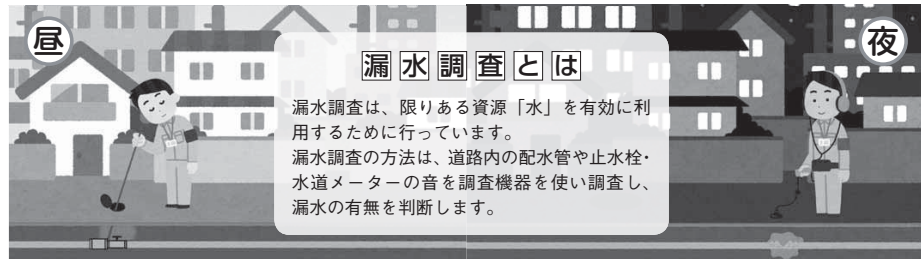 昼
夜
漏水調査とは
漏水調査は、限りある資源「水」を有効に利
用するために行っています。
漏水調査の方法は、道路内の配水管や止水栓・
水道メーターの音を調査機器を使い調査し、
漏水の有無を判断します。